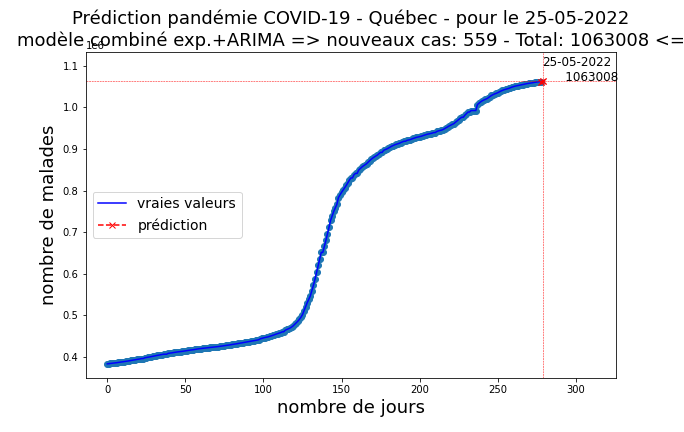 Prédiction pandémie COVID-19 - Québec - pour le 25-05-2022
modèle combiné exp.+ARIMA => nouveaux cas: 559 - Total: 1063008 <=
1e6
25-05-2022
1063008
1.1
1.0
0.9
0.8
0.7
0.6
0.5
0.4
nombre de malades
vraies valeurs
prédiction
0 50 100 150 200 250 300
nombre de jours